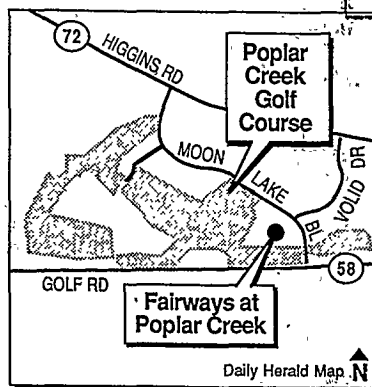 72
HIGGINS RD
Poplar
Creek
Golf
Course
MOON
LAKE
BL
VOLID DR
58
GOLF RD
Fairways at
Poplar Creek
Daily Herald Map N